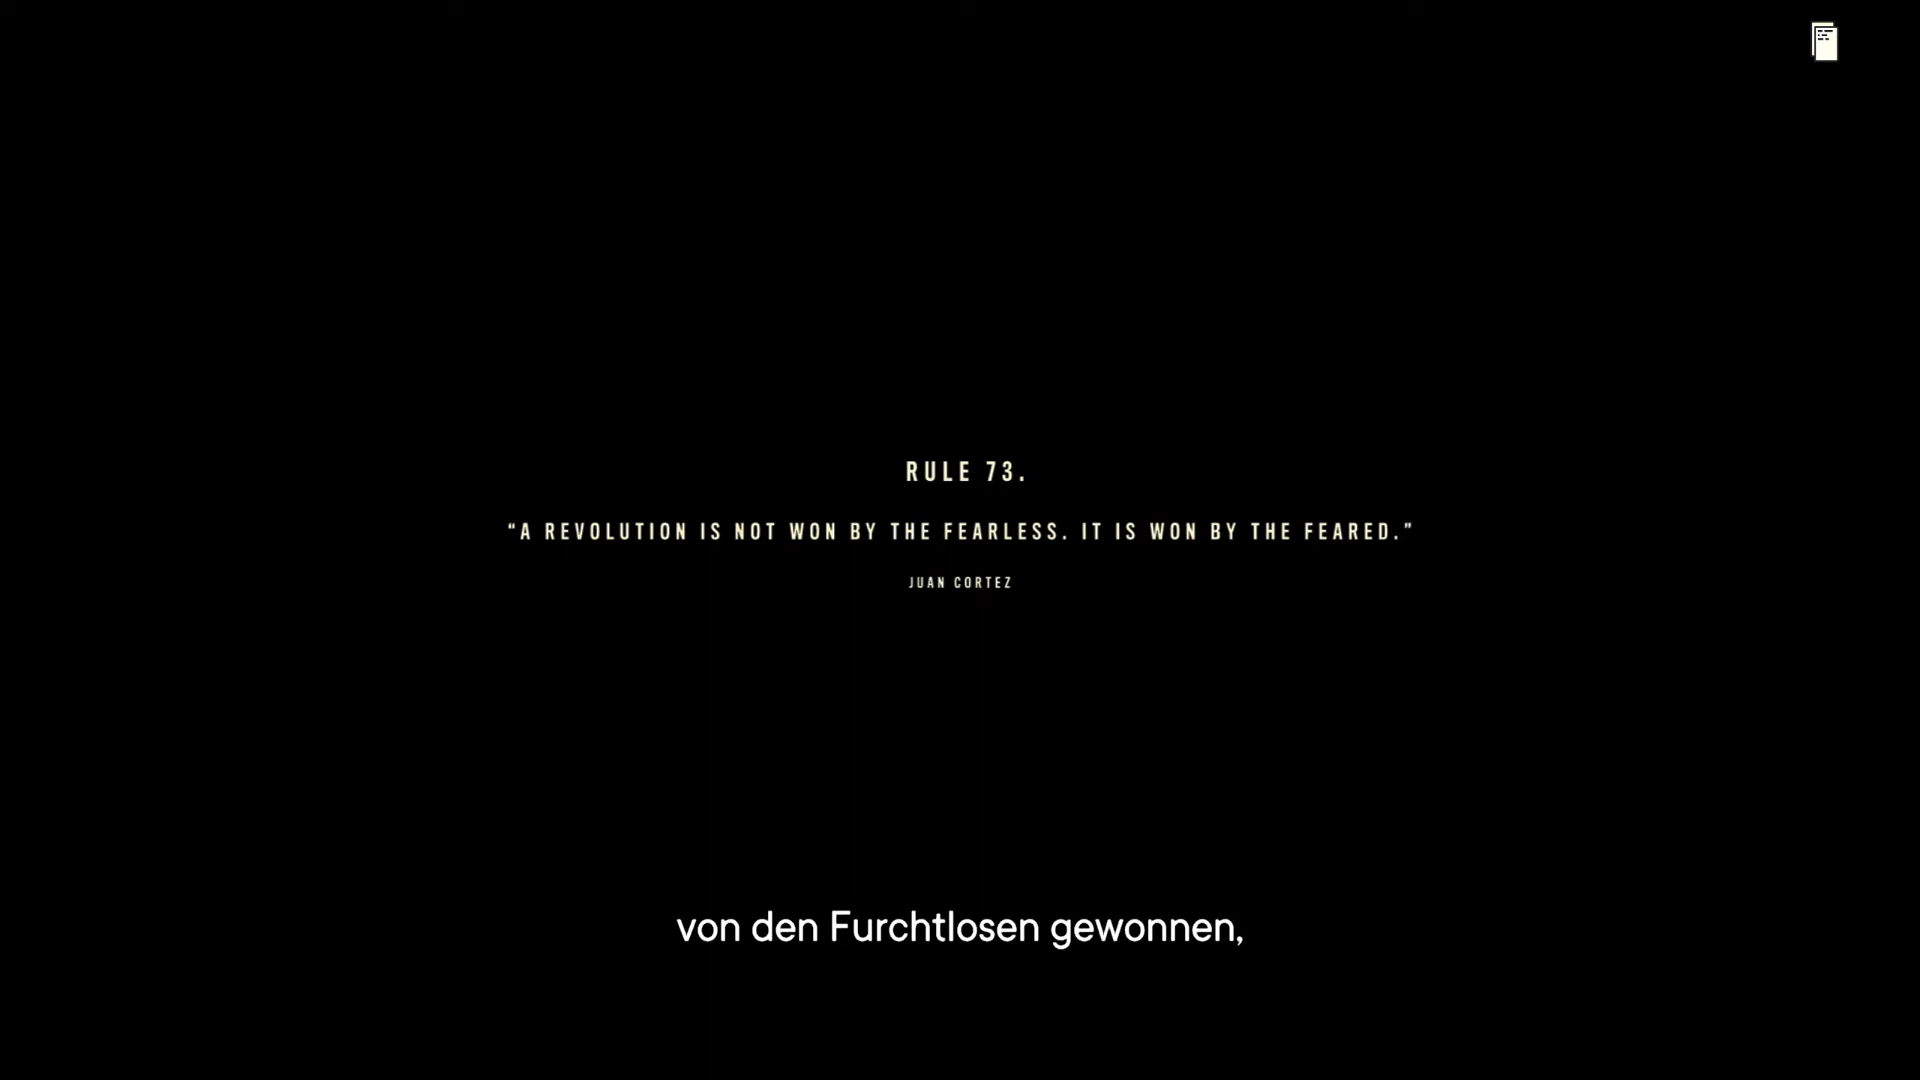 RULE 73.
“A REVOLUTION IS NOT WON BY THE FEARLESS. IT IS WON BY THE FEARED.”
JUAN CORTEZ
von den Furchtlosen gewonnen,